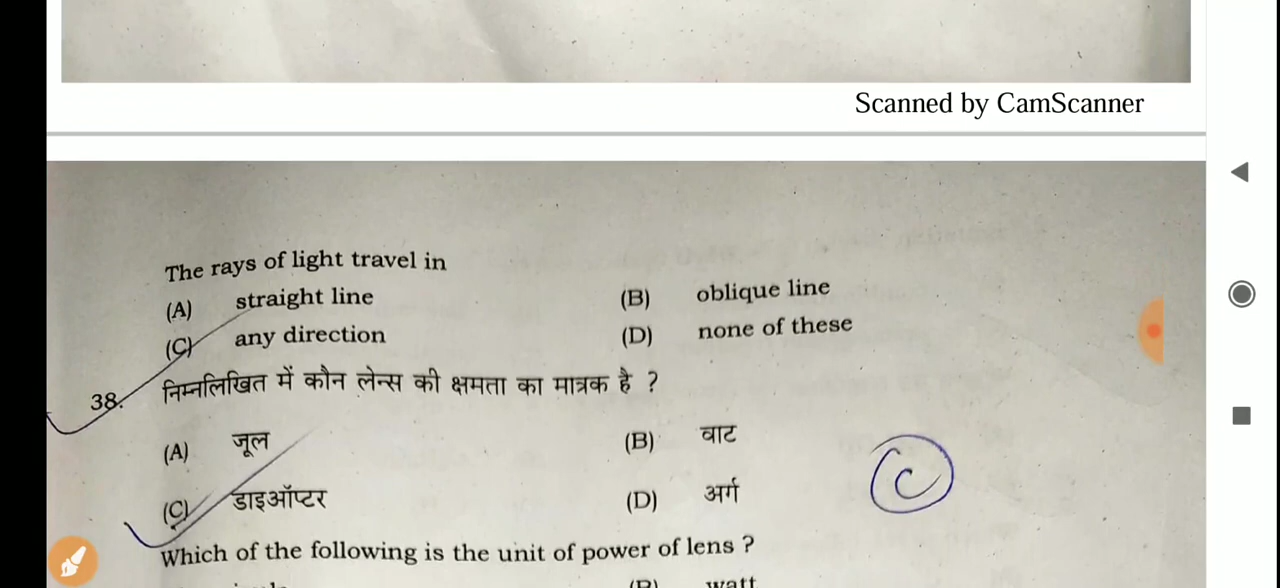 Scanned by CamScanner
The rays of light travel in
(A) straight line (B) oblique line
(C) any direction (D) none of these
38. निम्नलिखित में कौन लेन्स की क्षमता का मात्रक है ?
(A) जूल (B) वाट
(C) डाइऑप्टर (D) अर्ग
C
Which of the following is the unit of power of lens ?
(B) watt